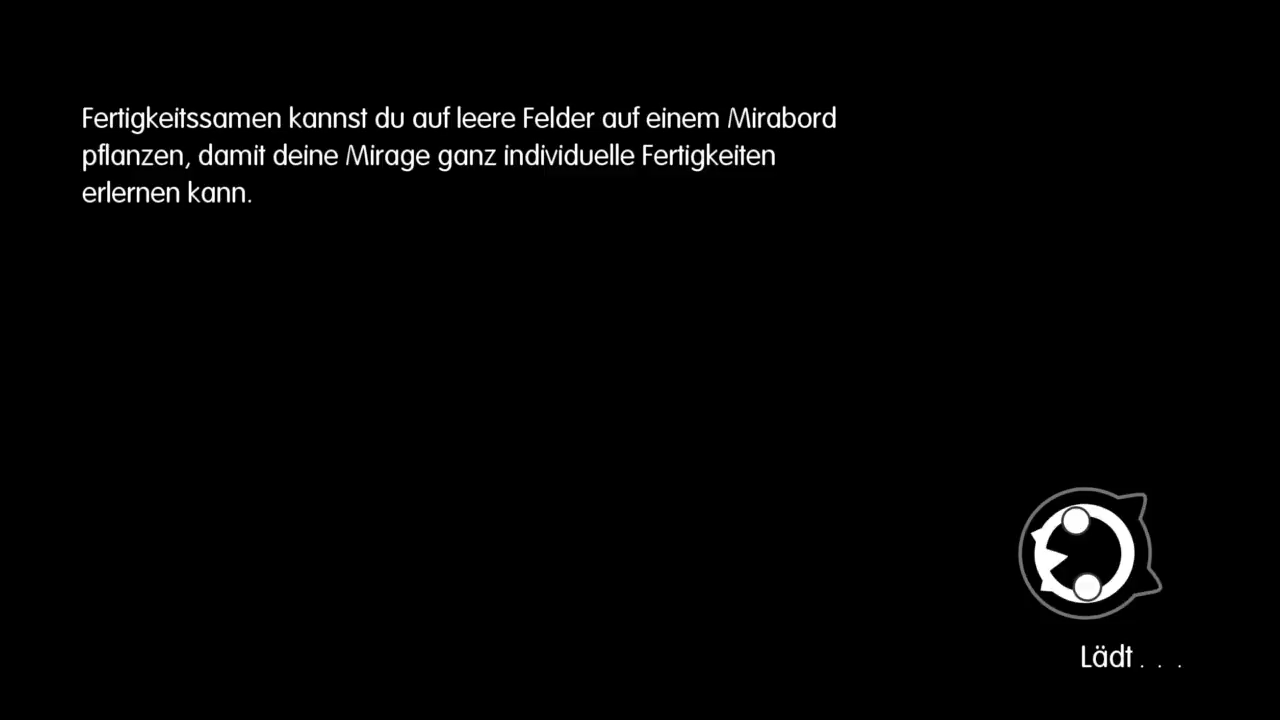 Fertigkeitssamen kannst du auf leere Felder auf einem Mirabord
pflanzen, damit deine Mirage ganz individuelle Fertigkeiten
erlernen kann.
Lädt . . .